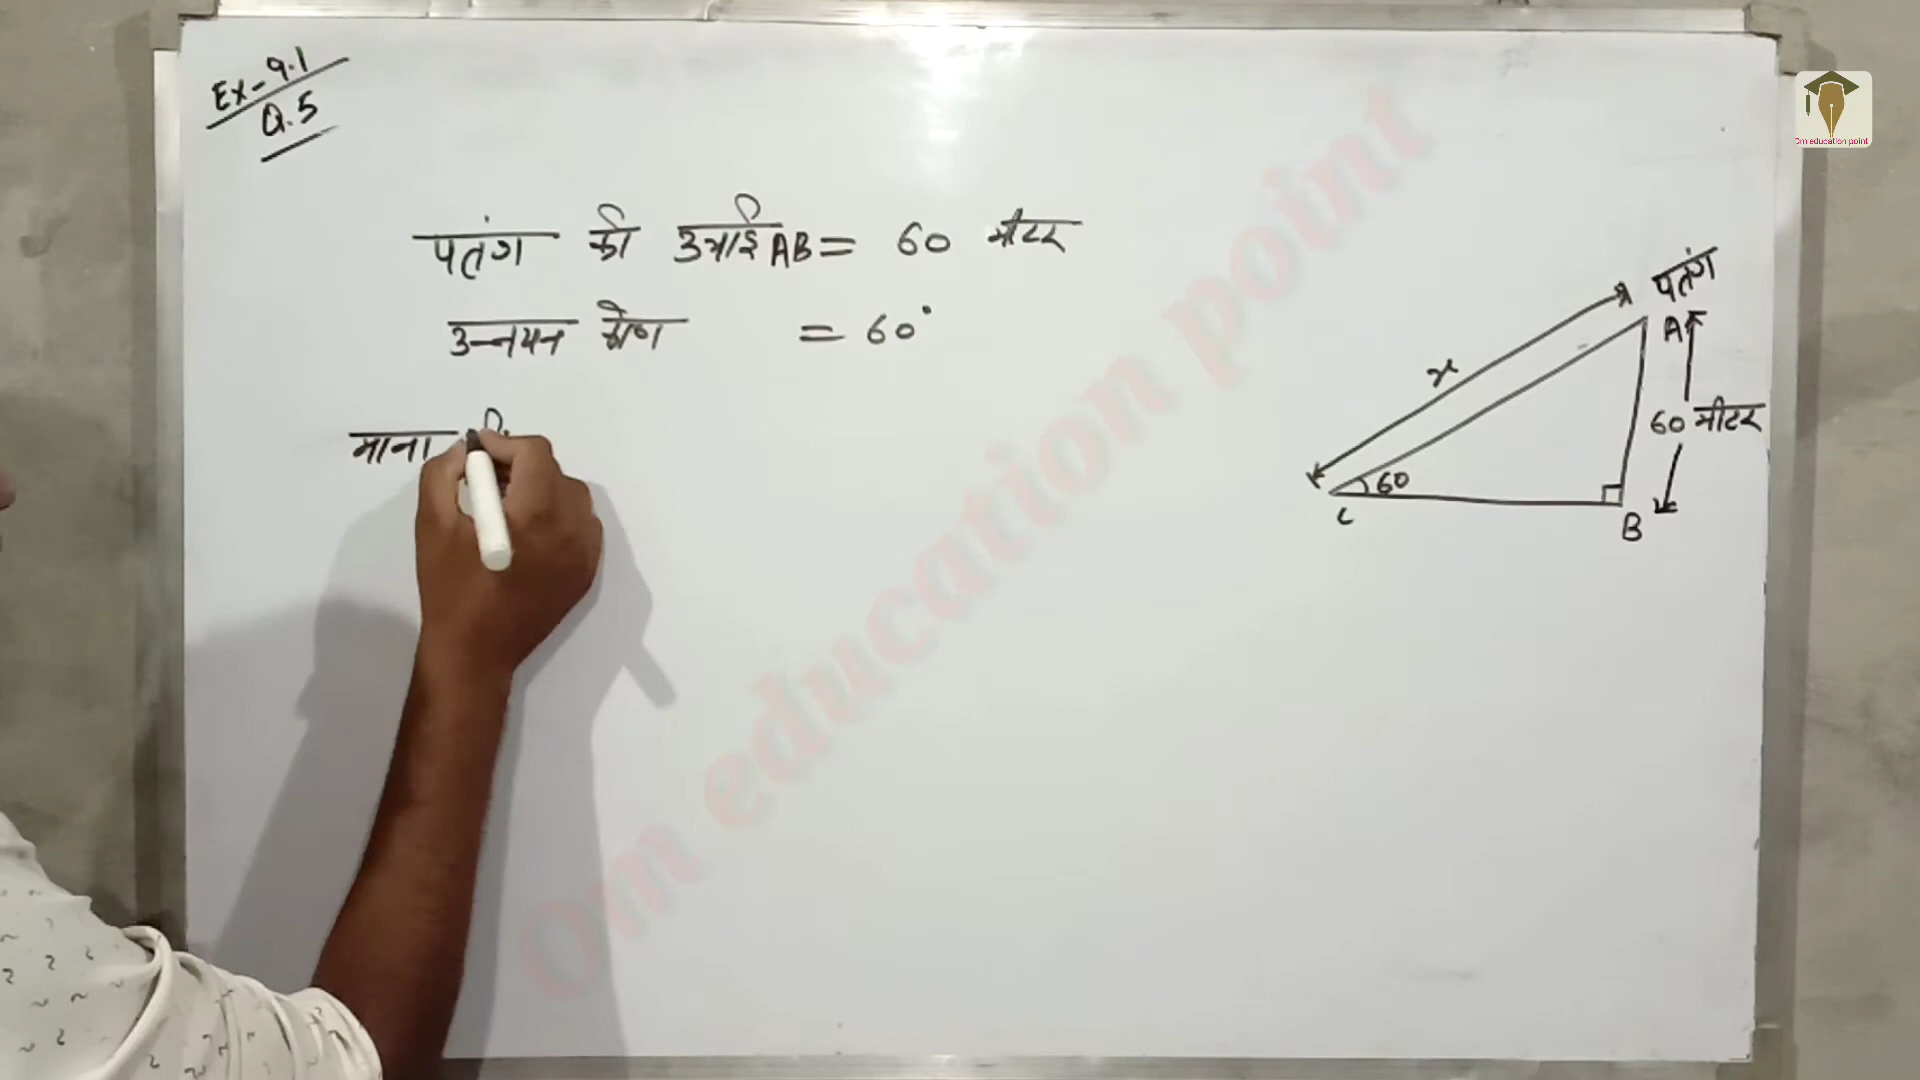 Ex-9.1
Q.5
पतंग की ऊचाई AB = 60 मीटर
उन्नयन कोण = 60°
माना
पतंग
A
x
60 मीटर
60
C
B
Om education point
Om education point